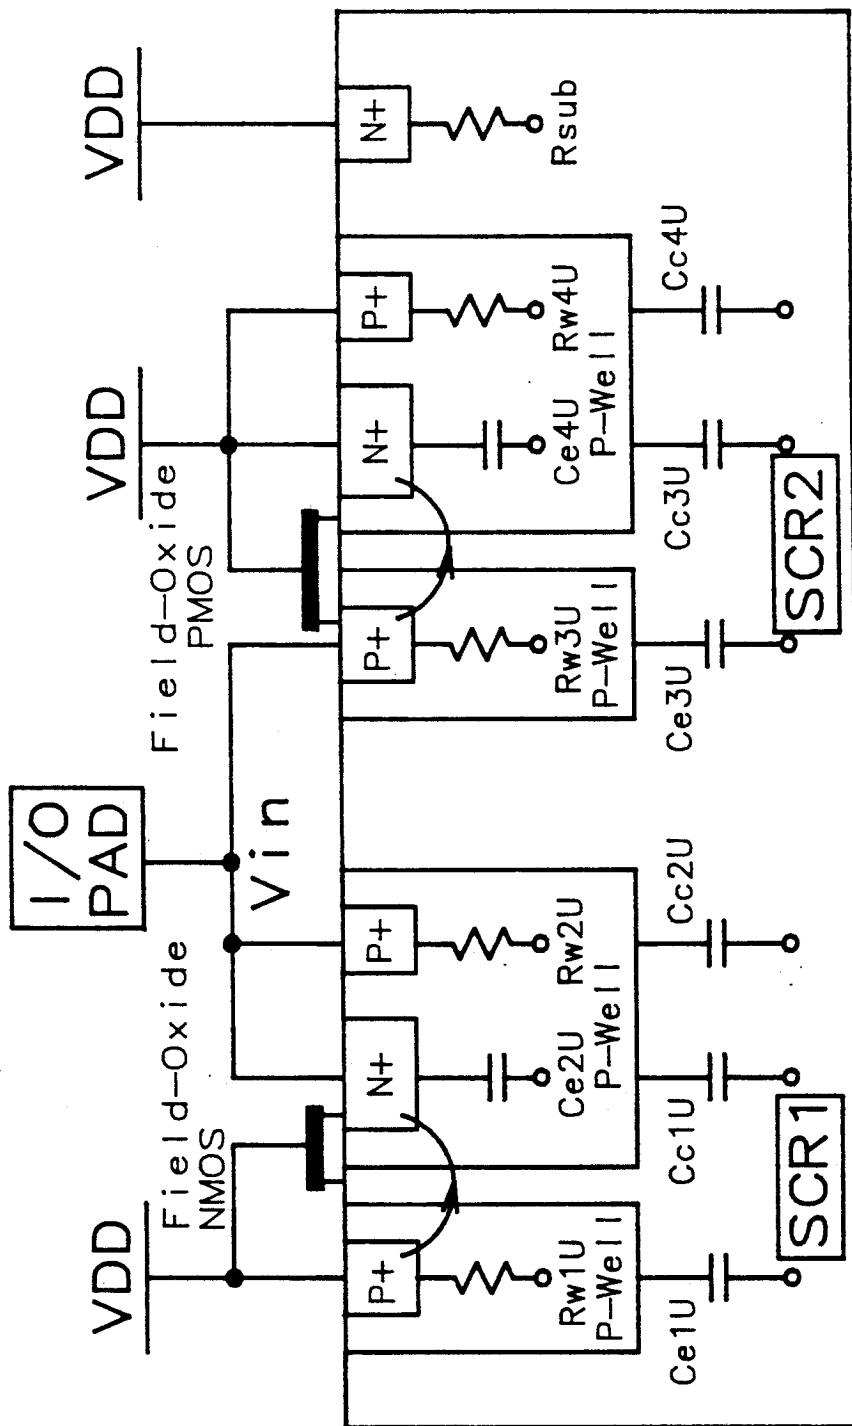 I/O
PAD
VDD
VDD
VDD
Field-Oxide
NMOS
Field-Oxide
PMOS
Vin
P+
N+
P+
P+
N+
P+
N+
Rw1U
P-Well
Ce2U
Rw2U
P-Well
Rw3U
P-Well
Ce4U
Rw4U
P-Well
Rsub
Ce1U
Cc1U
Cc2U
Ce3U
Cc3U
Cc4U
SCR1
SCR2